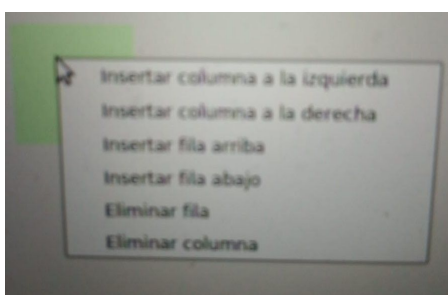 Insertar columna a la izquierda
Insertar columna a la derecha
Insertar fila arriba
Insertar fila abajo
Eliminar fila
Eliminar columna